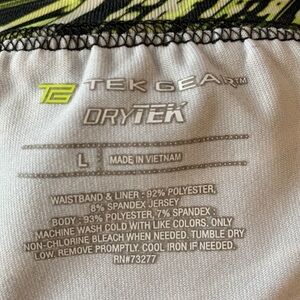 TEK GEAR™
DRYTEK
L MADE IN VIETNAM
WAISTBAND & LINER - 92% POLYESTER,
8% SPANDEX JERSEY
BODY : 93% POLYESTER, 7% SPANDEX :
MACHINE WASH COLD WITH LIKE COLORS. ONLY
NON-CHLORINE BLEACH WHEN NEEDED. TUMBLE DRY
LOW. REMOVE PROMPTLY. COOL IRON IF NEEDED.
RN#73277